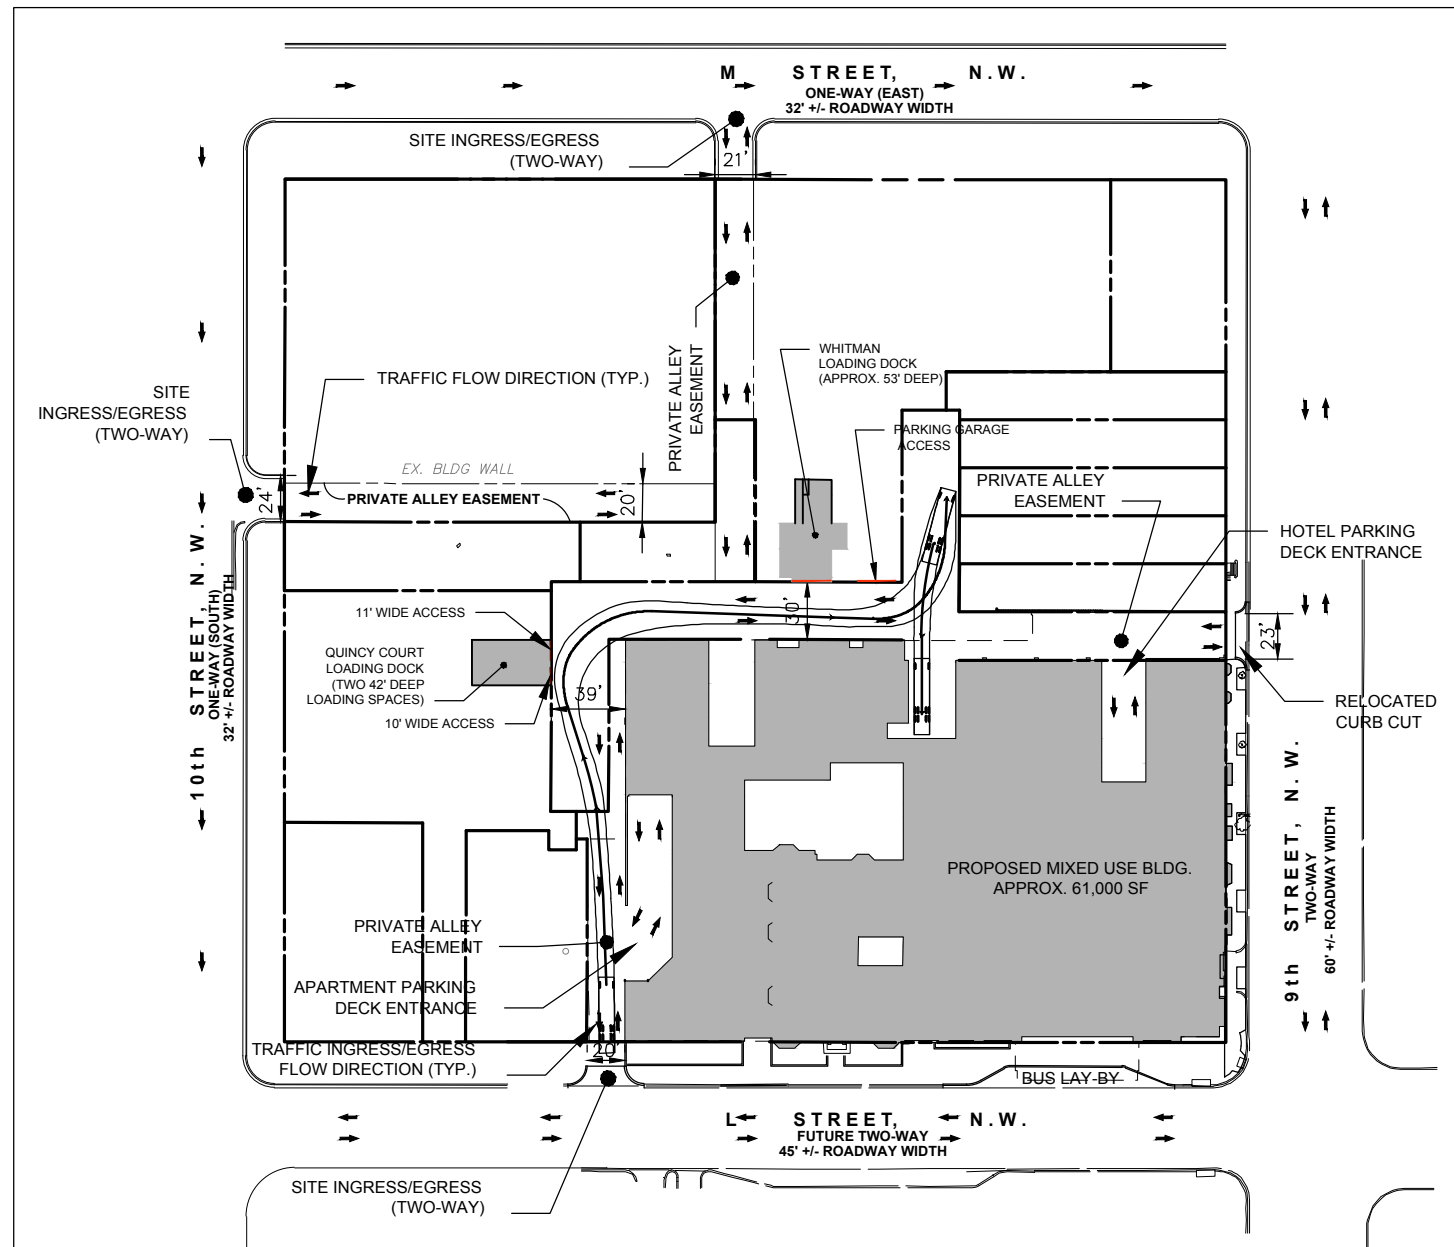 M STREET, N.W.
ONE-WAY (EAST)
32' +/- ROADWAY WIDTH
SITE INGRESS/EGRESS
(TWO-WAY)
21'
PRIVATE ALLEY
EASEMENT
WHITMAN
LOADING DOCK
(APPROX. 53' DEEP)
TRAFFIC FLOW DIRECTION (TYP.)
SITE
INGRESS/EGRESS
(TWO-WAY)
PARKING GARAGE
ACCESS
EX. BLDG WALL
PRIVATE ALLEY EASEMENT
24'
20'
PRIVATE ALLEY
EASEMENT
HOTEL PARKING
DECK ENTRANCE
10th STREET, N.W.
ONE-WAY (SOUTH)
32' +/- ROADWAY WIDTH
11' WIDE ACCESS
30'
23'
QUINCY COURT
LOADING DOCK
(TWO 42' DEEP
LOADING SPACES)
39'
10' WIDE ACCESS
RELOCATED
CURB CUT
PROPOSED MIXED USE BLDG.
APPROX. 61,000 SF
9th STREET, N.W.
TWO-WAY
60' +/- ROADWAY WIDTH
PRIVATE ALLEY
EASEMENT
APARTMENT PARKING
DECK ENTRANCE
TRAFFIC INGRESS/EGRESS
FLOW DIRECTION (TYP.)
20'
BUS LAY-BY
L STREET, N.W.
FUTURE TWO-WAY
45' +/- ROADWAY WIDTH
SITE INGRESS/EGRESS
(TWO-WAY)